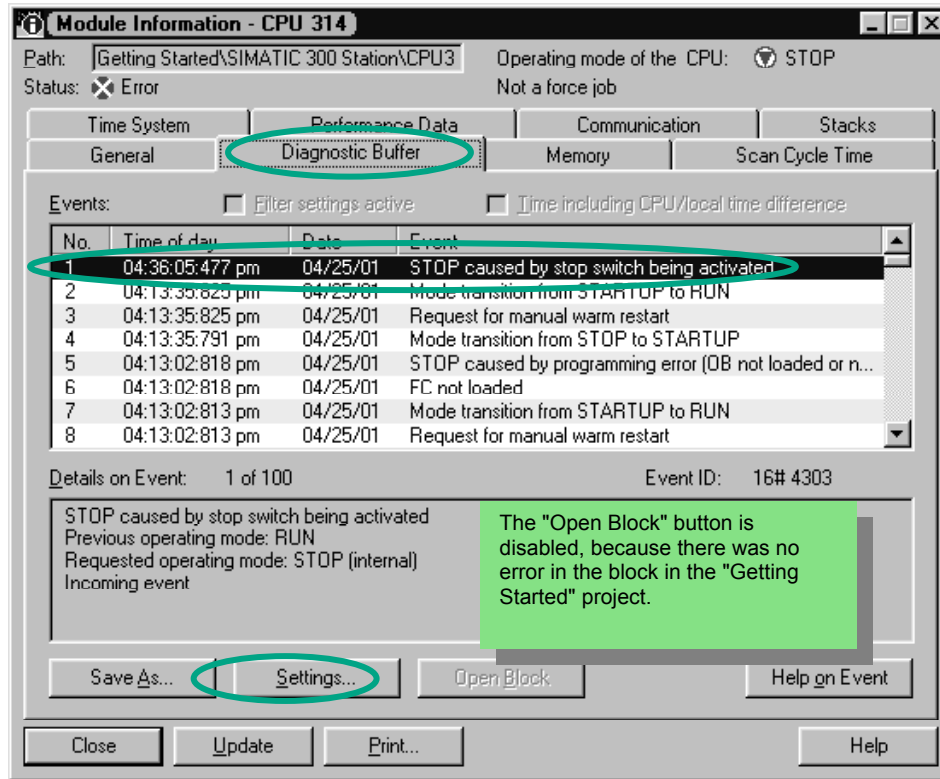 Module Information - CPU 314
Path: Getting Started\SIMATIC 300 Station\CPU3 Operating mode of the CPU: STOP
Status: Error Not a force job
Time System Performance Data Communication Stacks
General Diagnostic Buffer Memory Scan Cycle Time
Events: Filter settings active Time including CPU/local time difference
No. Time of day Date Event
1 04:36:05:477 pm 04/25/01 STOP caused by stop switch being activated
2 04:13:35:825 pm 04/25/01 Mode transition from STARTUP to RUN
3 04:13:35:825 pm 04/25/01 Request for manual warm restart
4 04:13:35:791 pm 04/25/01 Mode transition from STOP to STARTUP
5 04:13:02:818 pm 04/25/01 STOP caused by programming error (OB not loaded or n...
6 04:13:02:818 pm 04/25/01 FC not loaded
7 04:13:02:813 pm 04/25/01 Mode transition from STARTUP to RUN
8 04:13:02:813 pm 04/25/01 Request for manual warm restart
Details on Event: 1 of 100 Event ID: 16# 4303
STOP caused by stop switch being activated
Previous operating mode: RUN
Requested operating mode: STOP (internal)
Incoming event
The "Open Block" button is
disabled, because there was no
error in the block in the "Getting
Started" project.
Save As... Settings... Open Block Help on Event
Close Update Print... Help